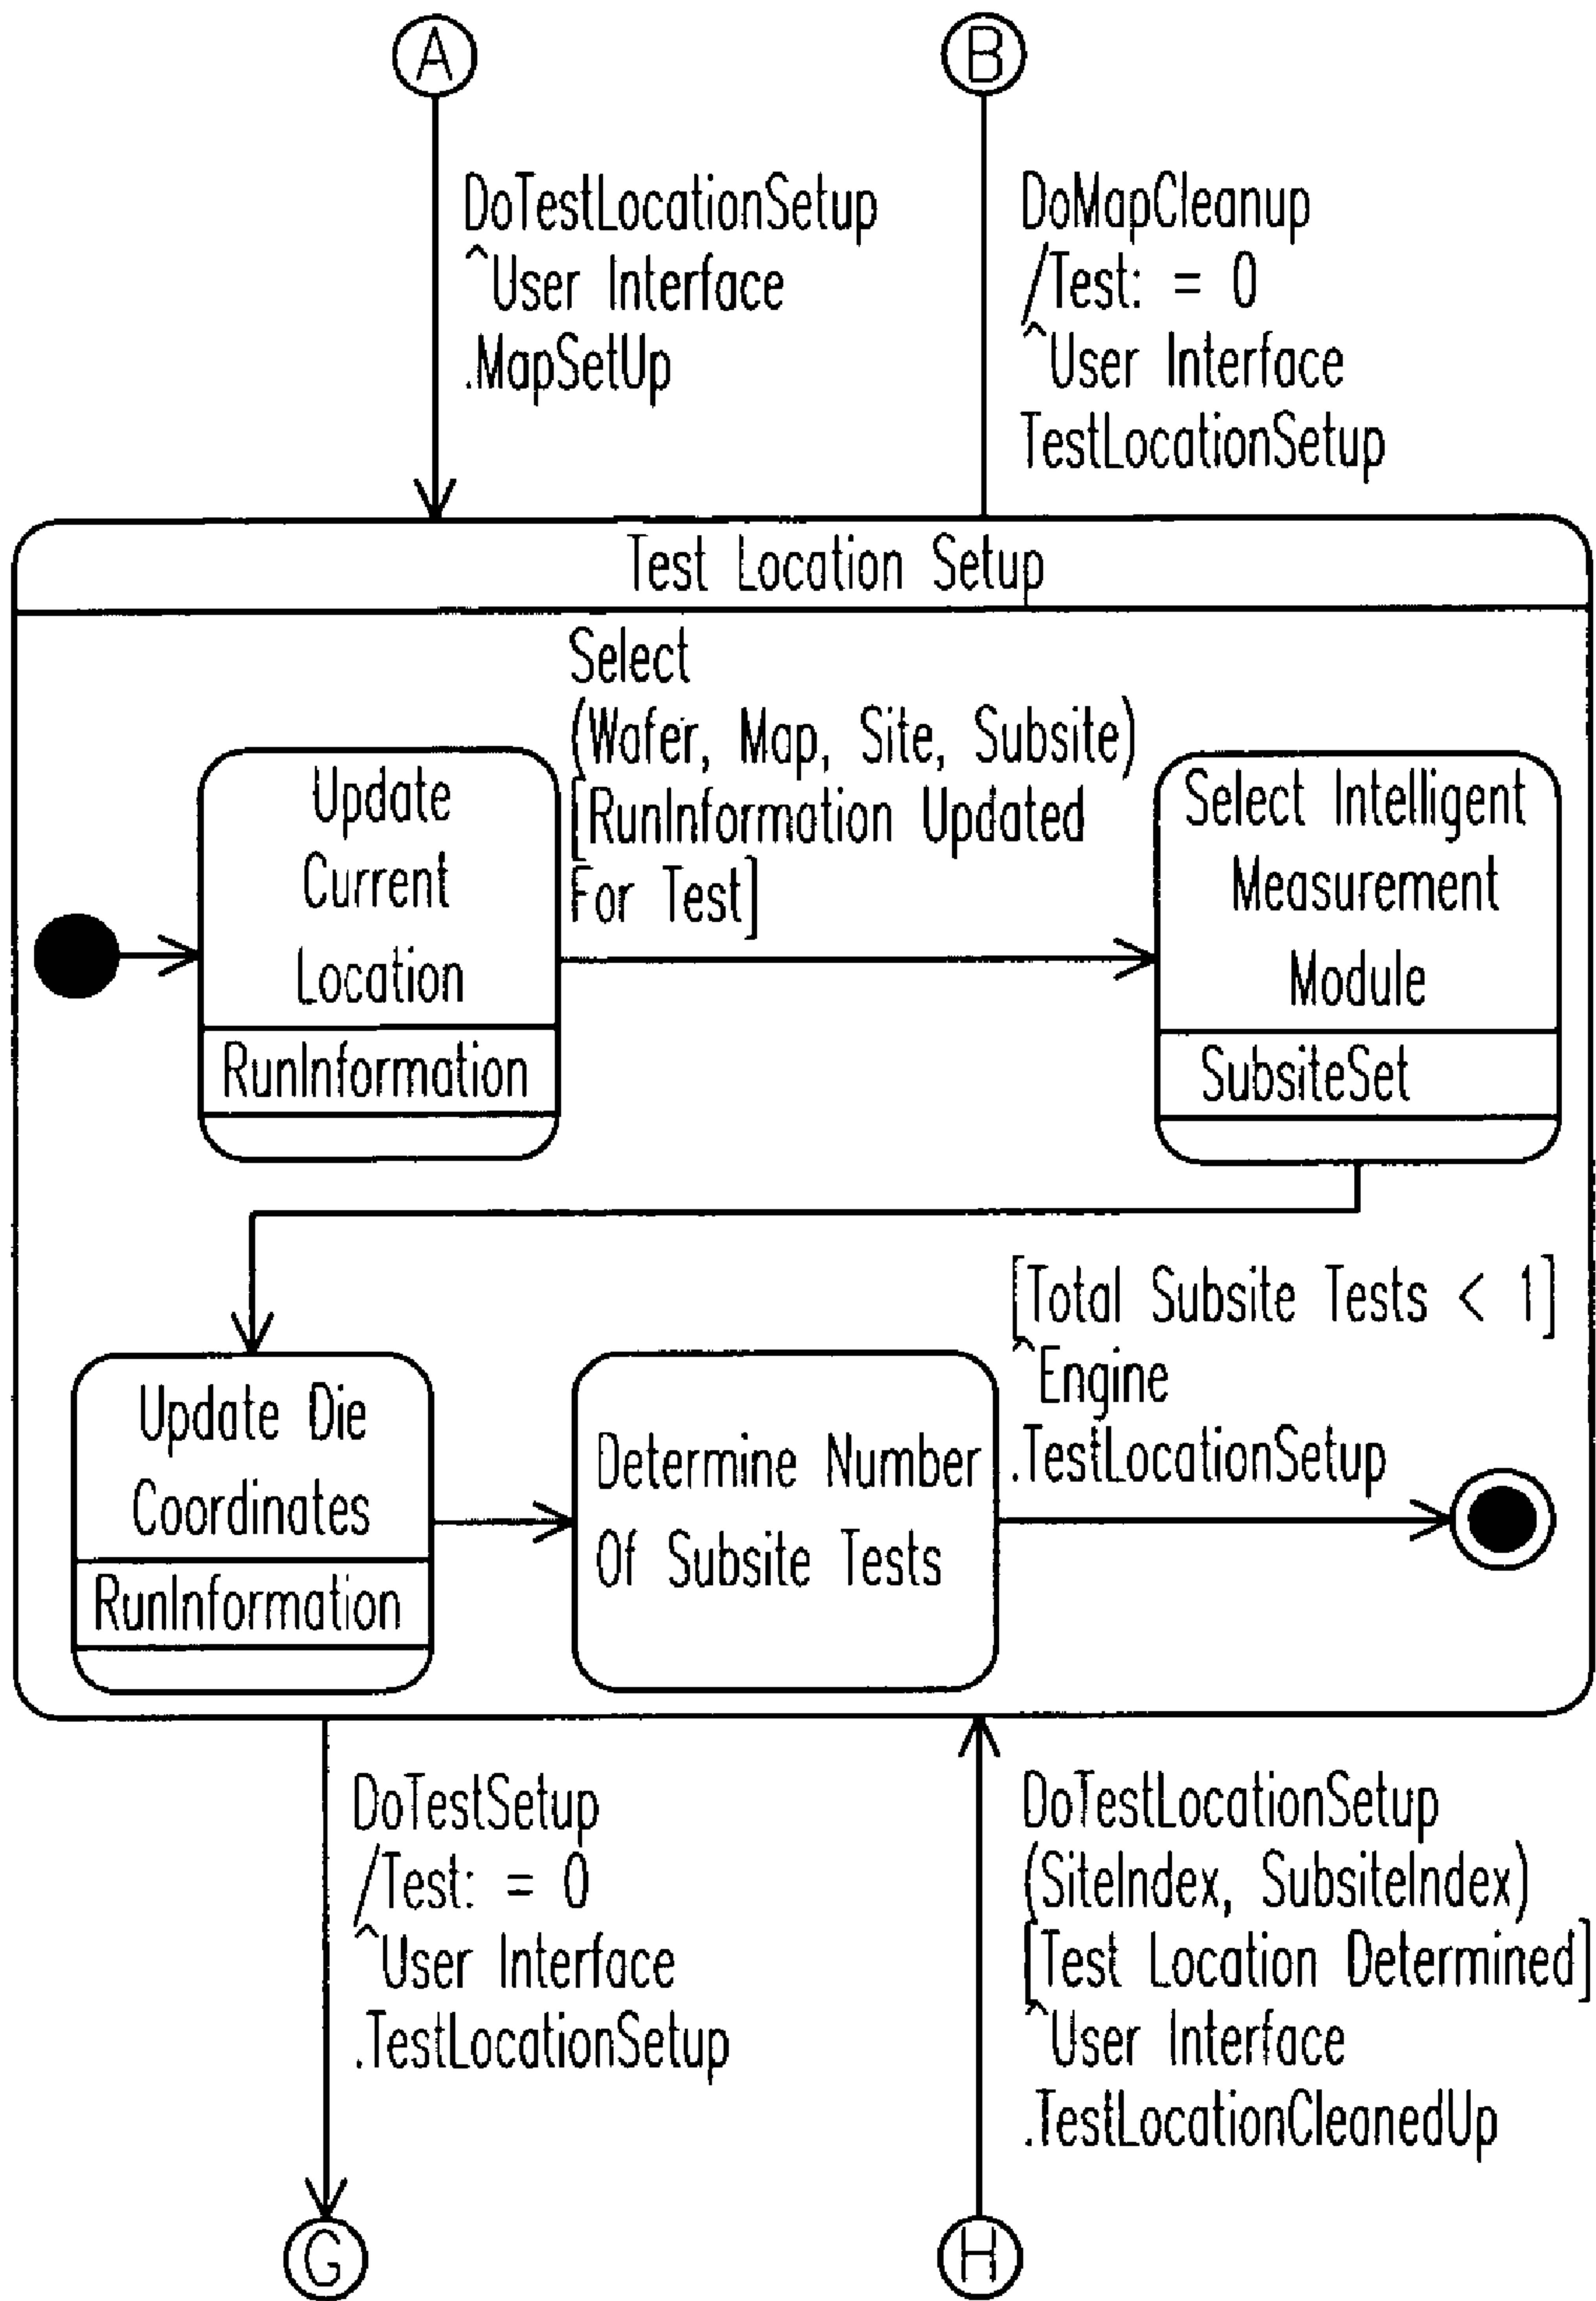 A
B
DoTestLocationSetup
^User Interface
.MapSetUp
DoMapCleanup
/Test: = 0
^User Interface
TestLocationSetup
Test Location Setup
Select
(Wafer, Map, Site, Subsite)
[RunInformation Updated
For Test]
Update
Current
Location
RunInformation
Select Intelligent
Measurement
Module
SubsiteSet
[Total Subsite Tests < 1]
^Engine
.TestLocationSetup
Update Die
Coordinates
RunInformation
Determine Number
Of Subsite Tests
DoTestSetup
/Test: = 0
^User Interface
.TestLocationSetup
DoTestLocationSetup
(SiteIndex, SubsiteIndex)
[Test Location Determined]
^User Interface
.TestLocationCleanedUp
G
H